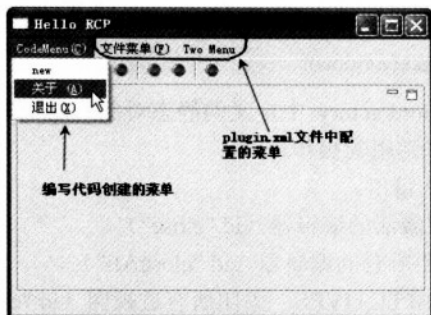 Hello RCP
CodeMenu(C) 文件菜单(F) Two Menu
new
关于 (A)
退出(X)
plugin.xml文件中配
置的菜单
编写代码创建的菜单